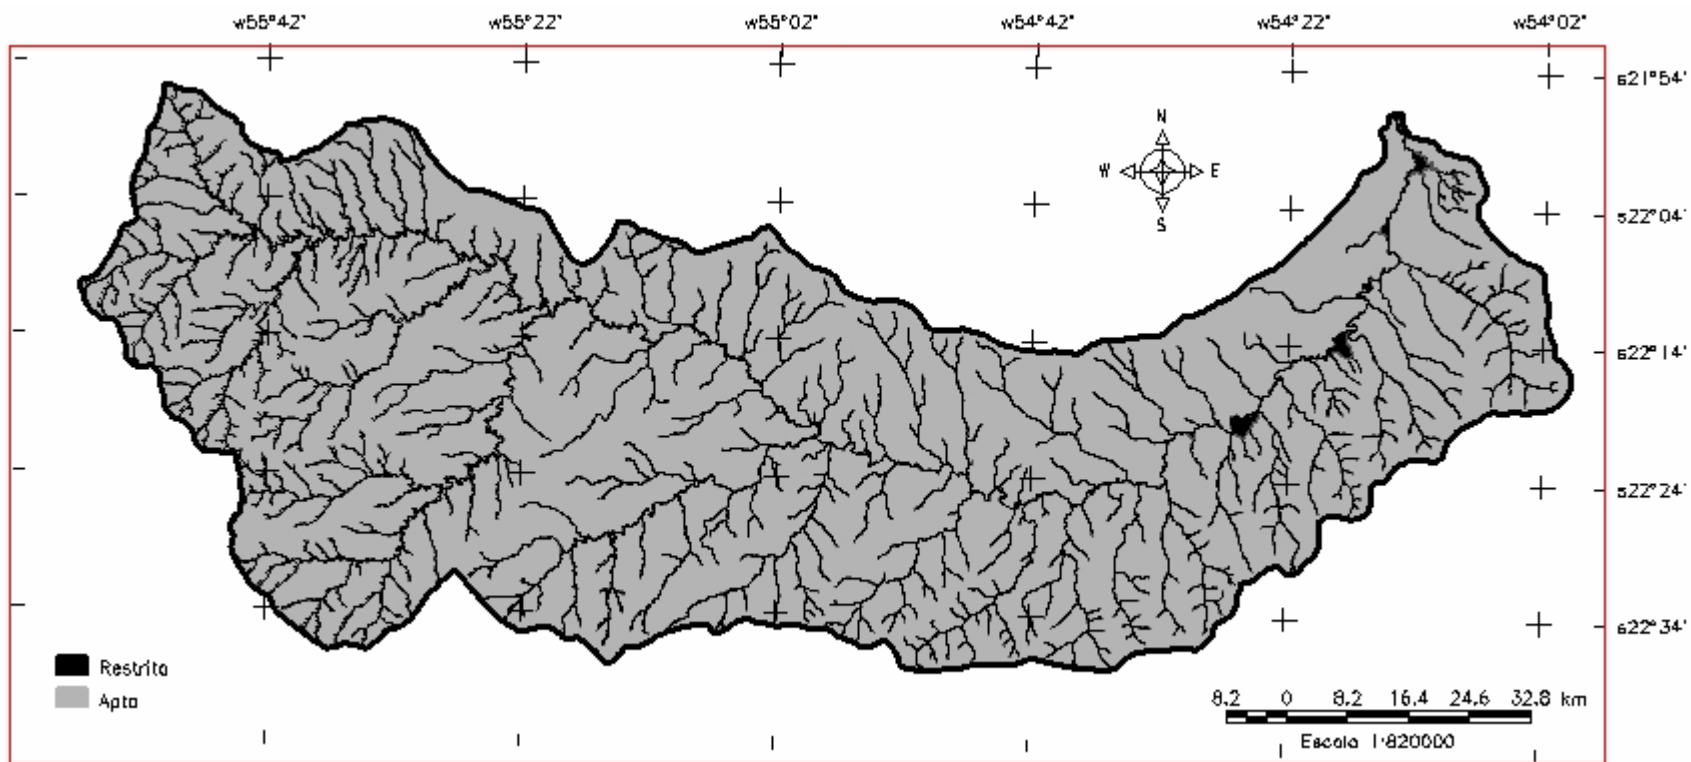 w55°42' w55°22' w55°02' w54°42' w54°22' w54°02'
s21°54'
N
W E
S
s22°04'
s22°14'
s22°24'
s22°34'
Restrito
Apto
8.2 0 8.2 16.4 24.6 32.8 km
Escala 1:820000